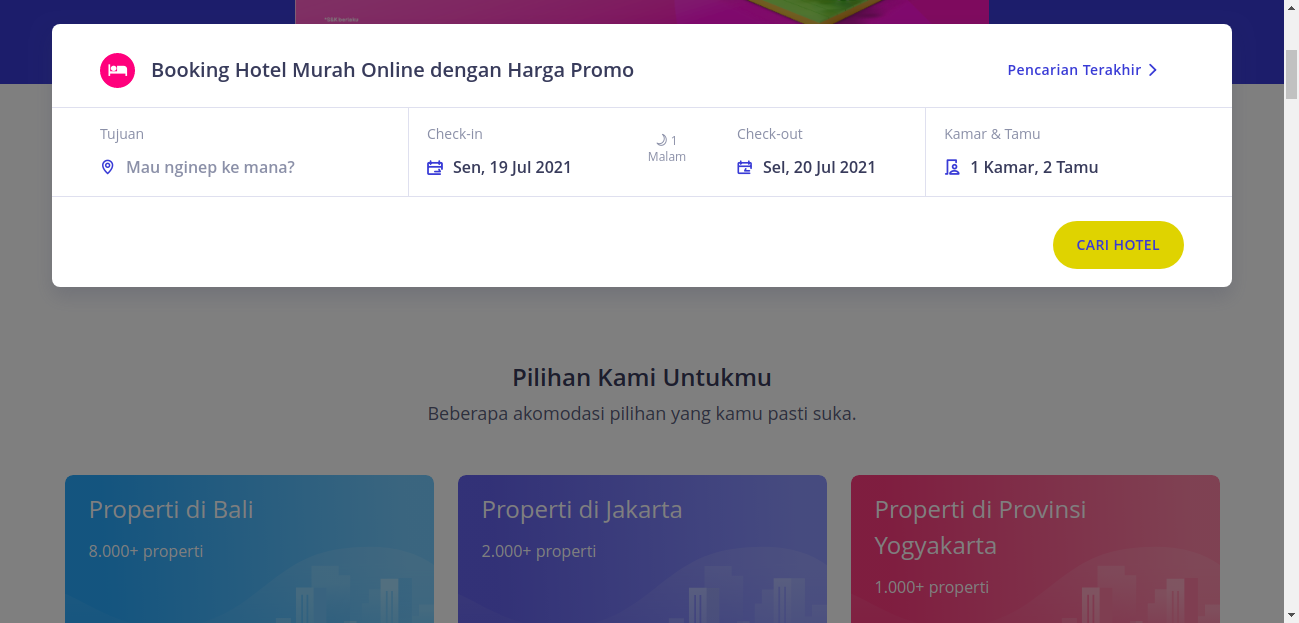 Booking Hotel Murah Online dengan Harga Promo
Pencarian Terakhir
Tujuan
Mau nginep ke mana?
Check-in
Sen, 19 Jul 2021
1
Malam
Check-out
Sel, 20 Jul 2021
Kamar & Tamu
1 Kamar, 2 Tamu
CARI HOTEL
Pilihan Kami Untukmu
Beberapa akomodasi pilihan yang kamu pasti suka.
Properti di Bali
8.000+ properti
Properti di Jakarta
2.000+ properti
Properti di Provinsi
Yogyakarta
1.000+ properti